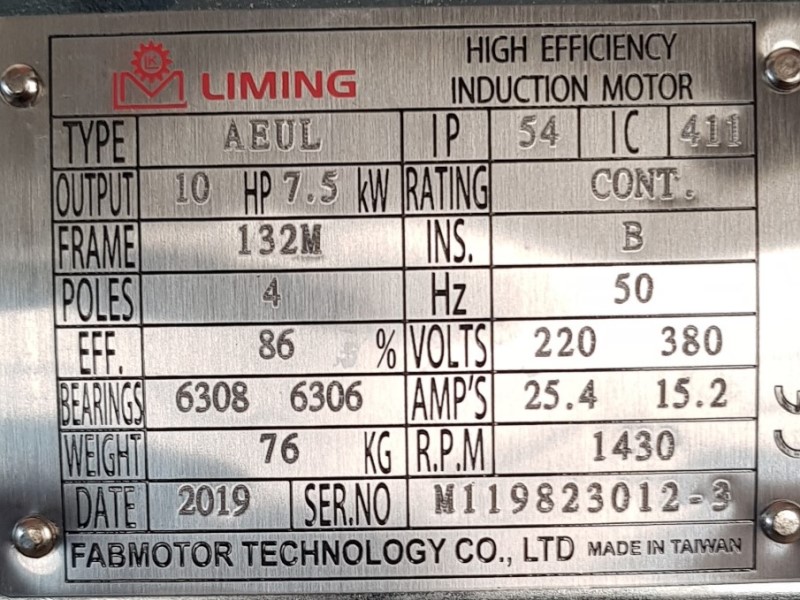 LIMING
HIGH EFFICIENCY
INDUCTION MOTOR
TYPE AEUL IP 54 IC 411
OUTPUT 10 HP 7.5 kW RATING CONT.
FRAME 132M INS. B
POLES 4 Hz 50
EFF. 86 .5 % VOLTS 220 380
BEARINGS 6308 6306 AMP'S 25.4 15.2
WEIGHT 76 KG R.P.M 1430
DATE 2019 SER.NO M119823012-3
FABMOTOR TECHNOLOGY CO., LTD MADE IN TAIWAN